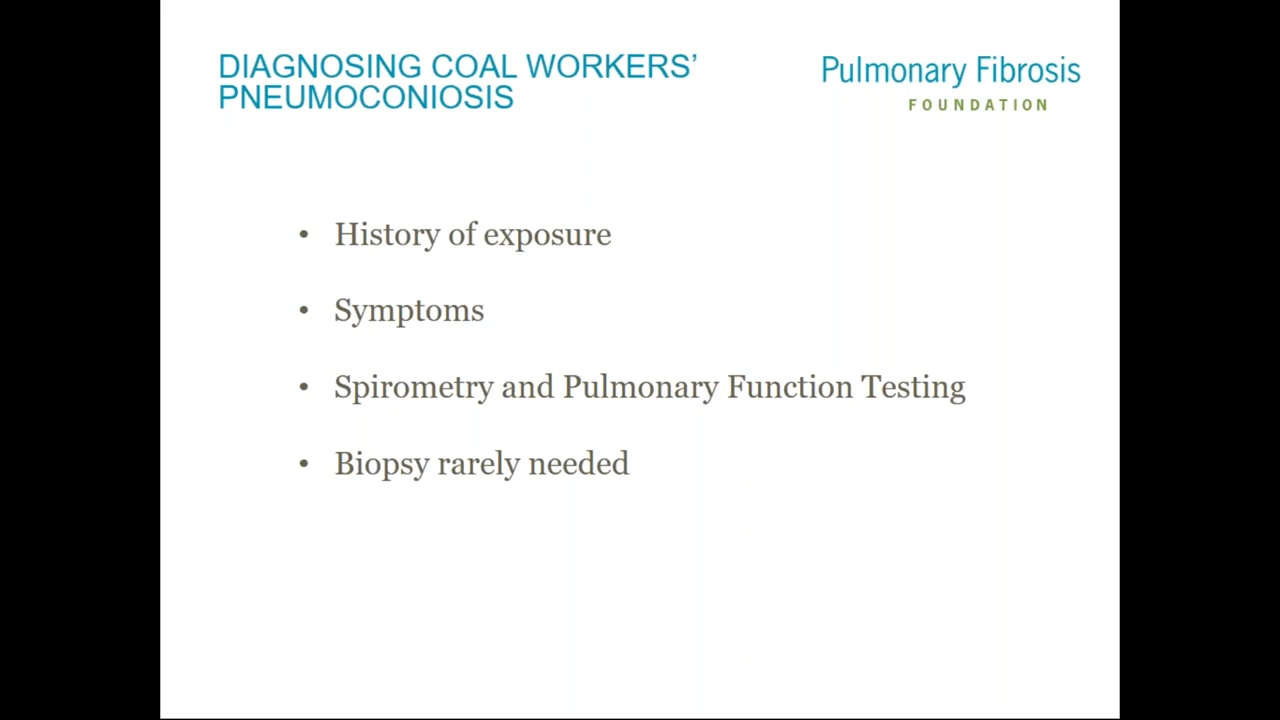 DIAGNOSING COAL WORKERS’
PNEUMOCONIOSIS
Pulmonary Fibrosis
FOUNDATION
• History of exposure
• Symptoms
• Spirometry and Pulmonary Function Testing
• Biopsy rarely needed